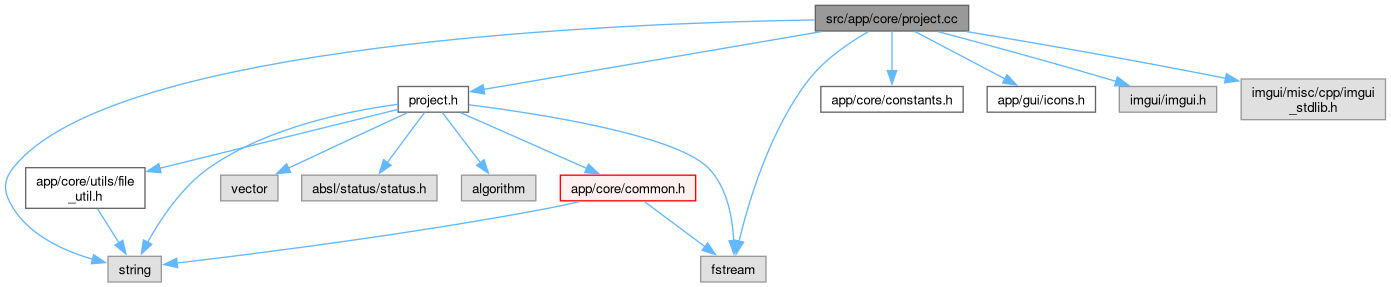 src/app/core/project.cc
project.h
app/core/constants.h
app/gui/icons.h
imgui/imgui.h
imgui/misc/cpp/imgui
_stdlib.h
app/core/utils/file
_util.h
vector
absl/status/status.h
algorithm
app/core/common.h
string
fstream